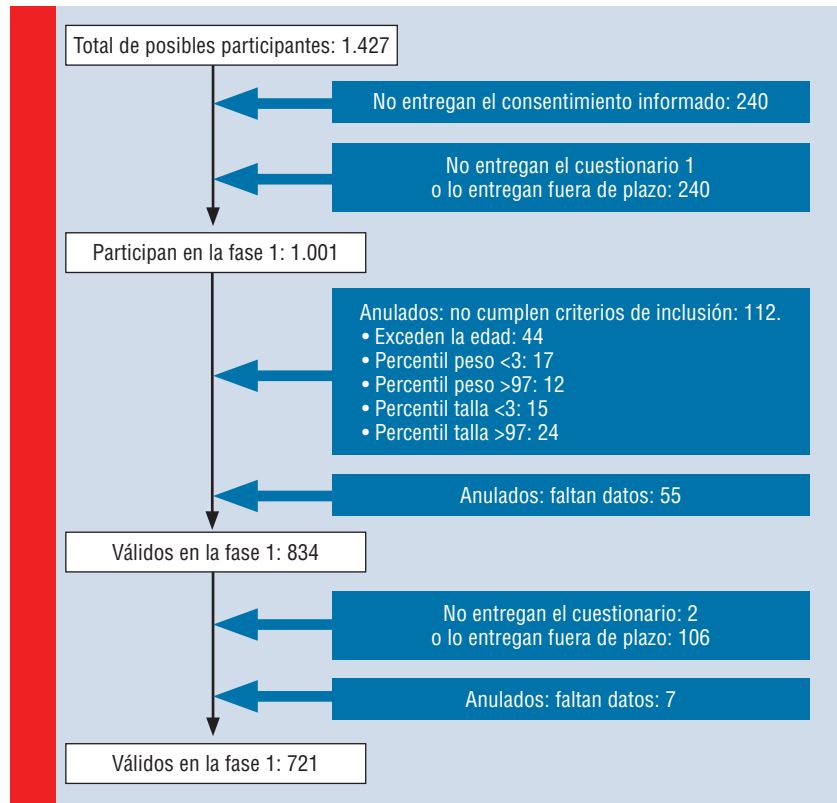 Total de posibles participantes: 1.427
No entregan el consentimiento informado: 240
No entregan el cuestionario 1
o lo entregan fuera de plazo: 240
Participan en la fase 1: 1.001
Anulados: no cumplen criterios de inclusión: 112.
• Exceden la edad: 44
• Percentil peso <3: 17
• Percentil peso >97: 12
• Percentil talla <3: 15
• Percentil talla >97: 24
Anulados: faltan datos: 55
Válidos en la fase 1: 834
No entregan el cuestionario: 2
o lo entregan fuera de plazo: 106
Anulados: faltan datos: 7
Válidos en la fase 1: 721